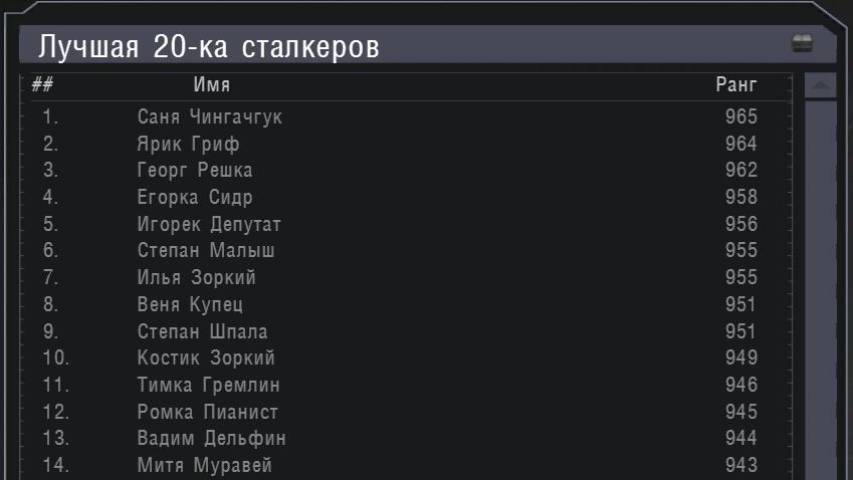 Лучшая 20-ка сталкеров
## Имя Ранг
1. Саня Чингачгук 965
2. Ярик Гриф 964
3. Георг Решка 962
4. Егорка Сидр 958
5. Игорек Депутат 956
6. Степан Малыш 955
7. Илья Зоркий 955
8. Веня Купец 951
9. Степан Шпала 951
10. Костик Зоркий 949
11. Тимка Гремлин 946
12. Ромка Пианист 945
13. Вадим Дельфин 944
14. Митя Муравей 943